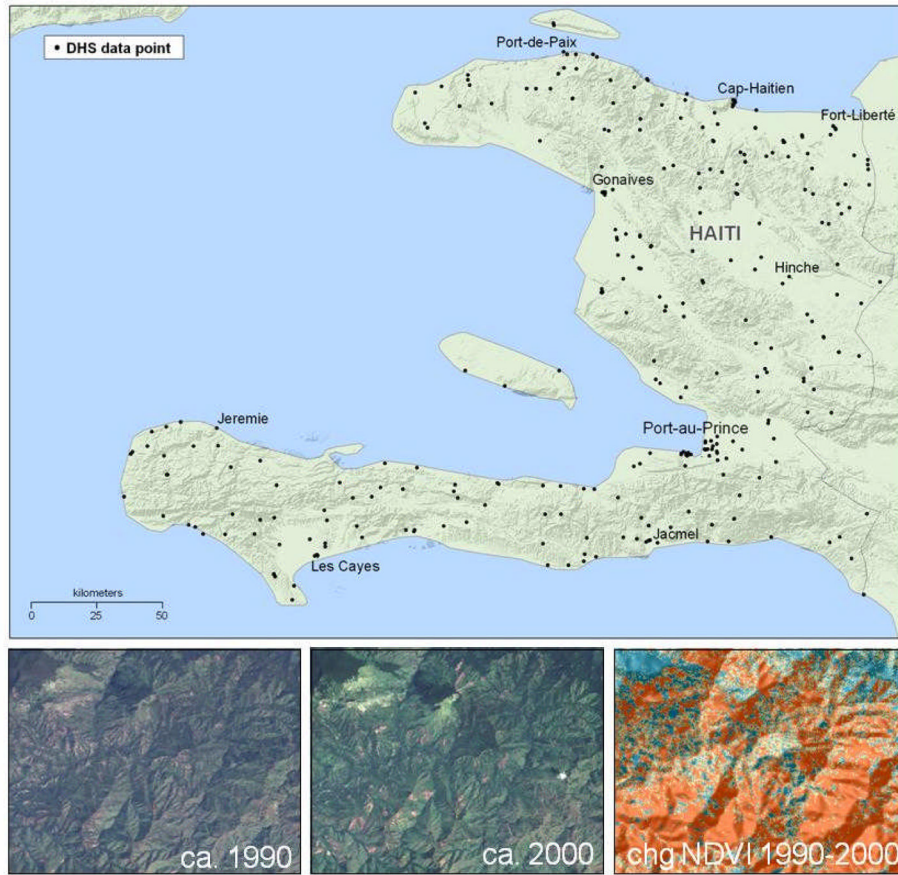 • DHS data point
Port-de-Paix
Cap-Haitien
Fort-Liberté
Gonaives
HAITI
Hinche
Jeremie
Port-au-Prince
Jacmel
Les Cayes
kilometers
0 25 50
ca. 1990
ca. 2000
chg NDVI 1990-2000